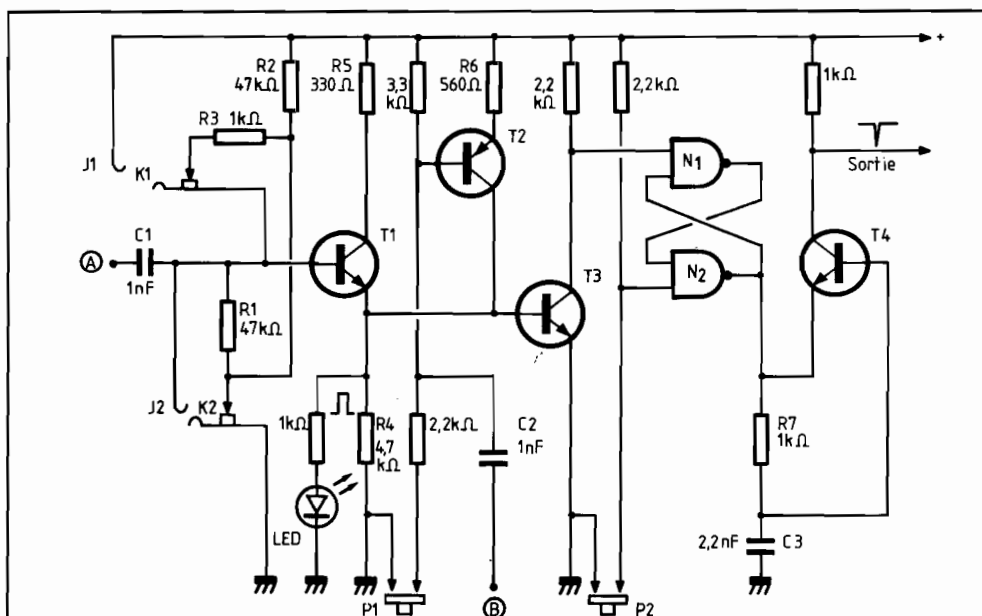 +
R2
47kΩ
R5
330Ω
3,3
kΩ
R6
560Ω
2,2
kΩ
2,2kΩ
1kΩ
R3 1kΩ
T2
J1
K1
N1
Sortie
A
C1
1nF
T1
N2
T4
R1
47kΩ
T3
J2
K2
1kΩ
R4
4,7
kΩ
2,2kΩ
C2
1nF
R7
1kΩ
LED
2,2nF
C3
P1
B
P2